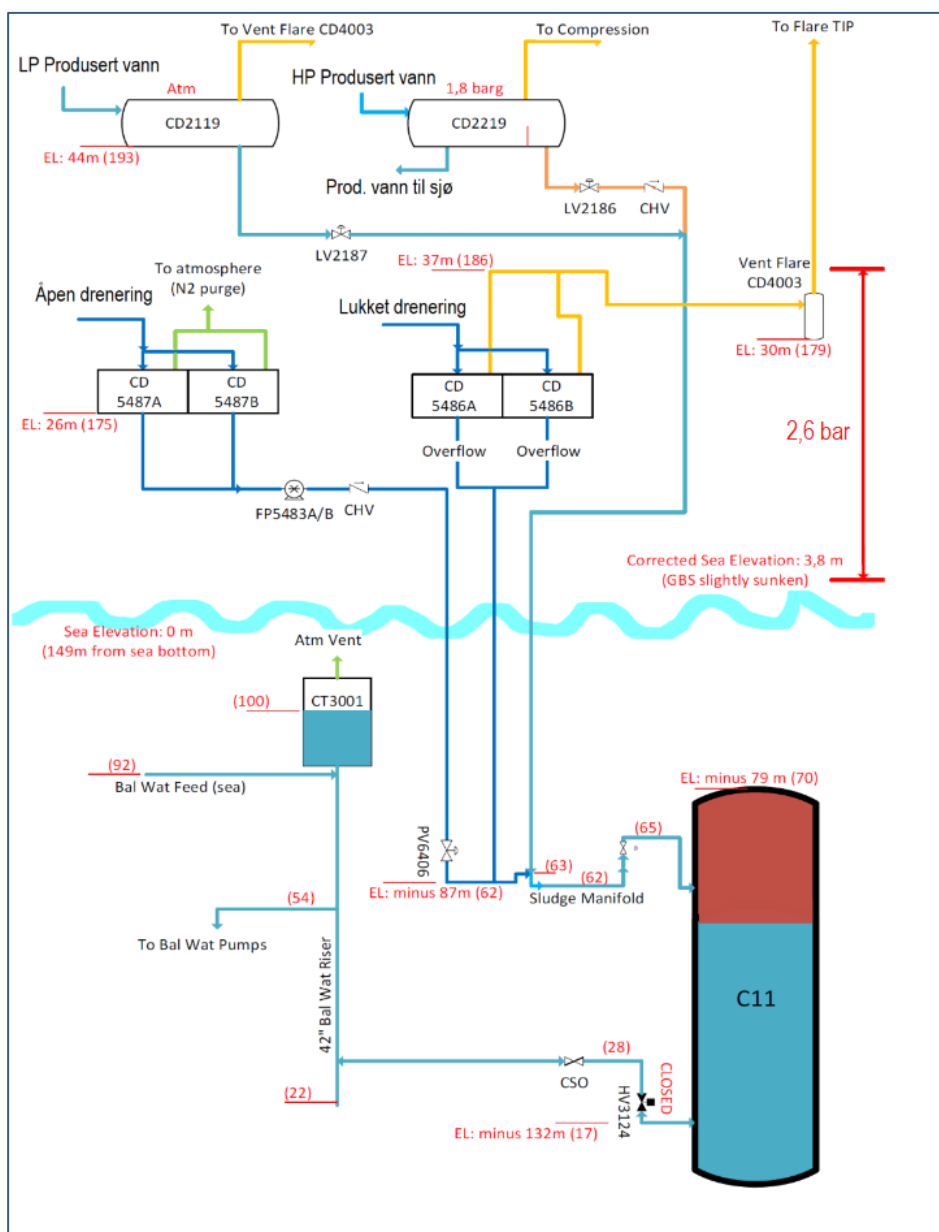 To Vent Flare CD4003
To Compression
To Flare TIP
LP Produsert vann
HP Produsert vann
Atm
1,8 barg
CD2119
CD2219
EL: 44m (193)
Prod. vann til sjø
LV2186
CHV
LV2187
EL: 37m (186)
To atmosphere
(N2 purge)
Vent Flare
CD4003
Åpen drenering
Lukket drenering
EL: 30m (179)
CD
5487A
CD
5487B
CD
5486A
CD
5486B
EL: 26m (175)
2,6 bar
Overflow
Overflow
FP5483A/B
CHV
Corrected Sea Elevation: 3,8 m
(GBS slightly sunken)
Sea Elevation: 0 m
(149m from sea bottom)
Atm Vent
(100)
CT3001
(92)
Bal Wat Feed (sea)
EL: minus 79 m (70)
PV6406
(65)
(63)
EL: minus 87m (62)
(62)
Sludge Manifold
(54)
To Bal Wat Pumps
42" Bal Wat Riser
C11
(28)
CSO
CLOSED
HV3124
(22)
EL: minus 132m (17)